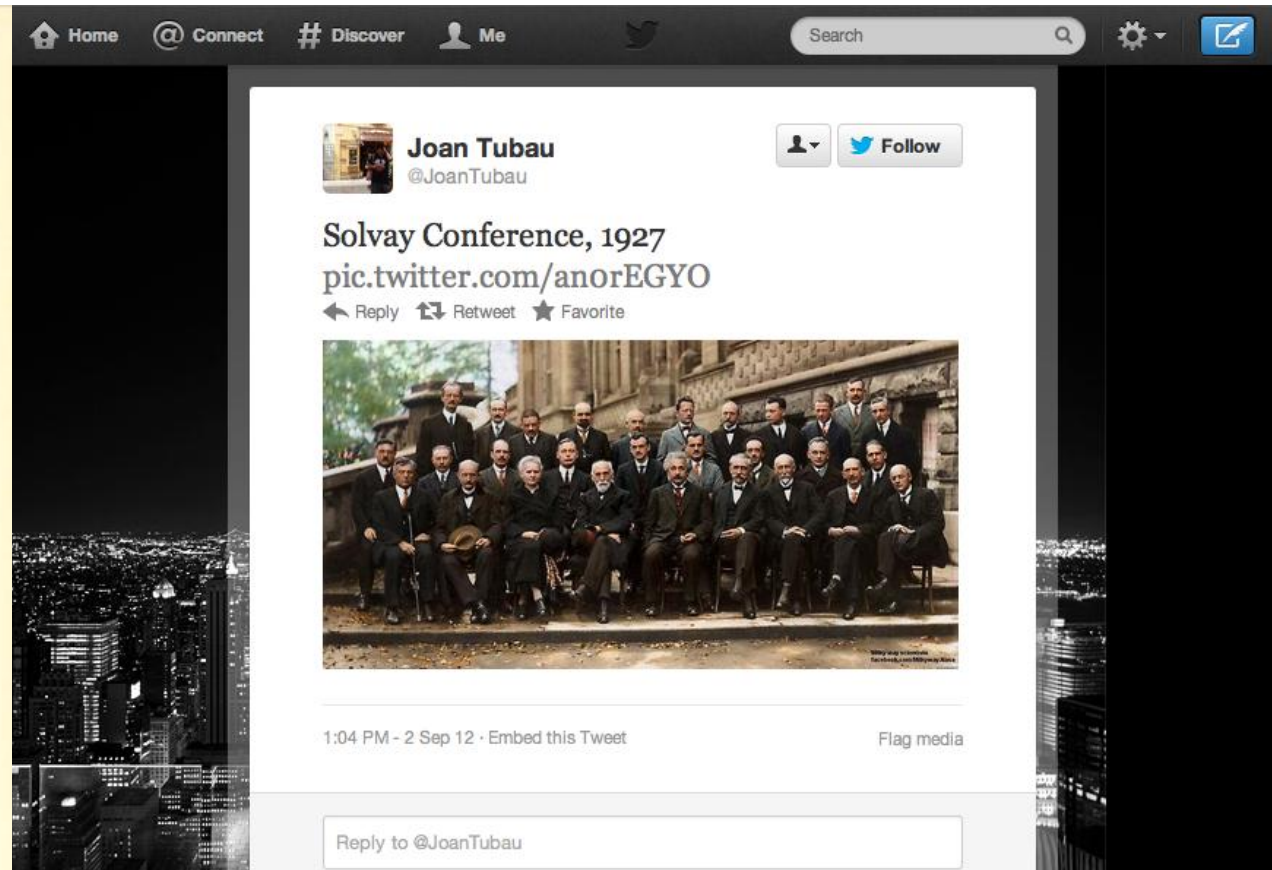 Home Connect # Discover Me Search
Joan Tubau
@JoanTubau
Follow
Solvay Conference, 1927
pic.twitter.com/anorEGYO
Reply Retweet Favorite
1:04 PM - 2 Sep 12 · Embed this Tweet Flag media
Reply to @JoanTubau